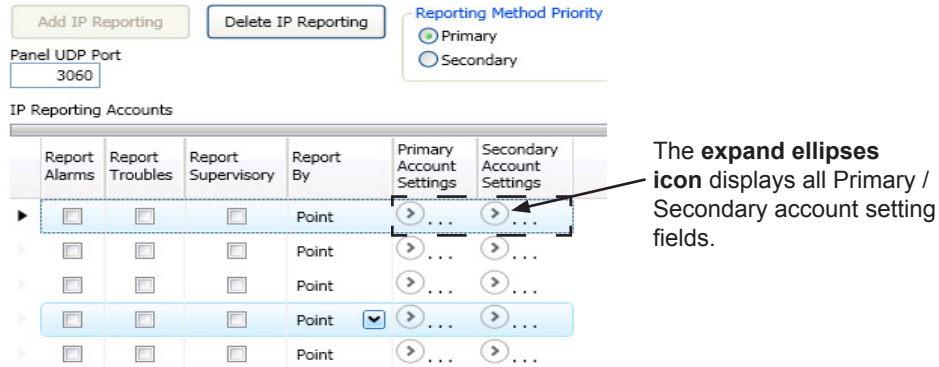 Add IP Reporting
Delete IP Reporting
Reporting Method Priority
Primary
Secondary
Panel UDP Port
3060
IP Reporting Accounts
Report Alarms
Report Troubles
Report Supervisory
Report By
Primary Account Settings
Secondary Account Settings
Point ... ...
Point ... ...
Point ... ...
Point ... ...
Point ... ...
The expand ellipses
icon displays all Primary /
Secondary account setting
fields.